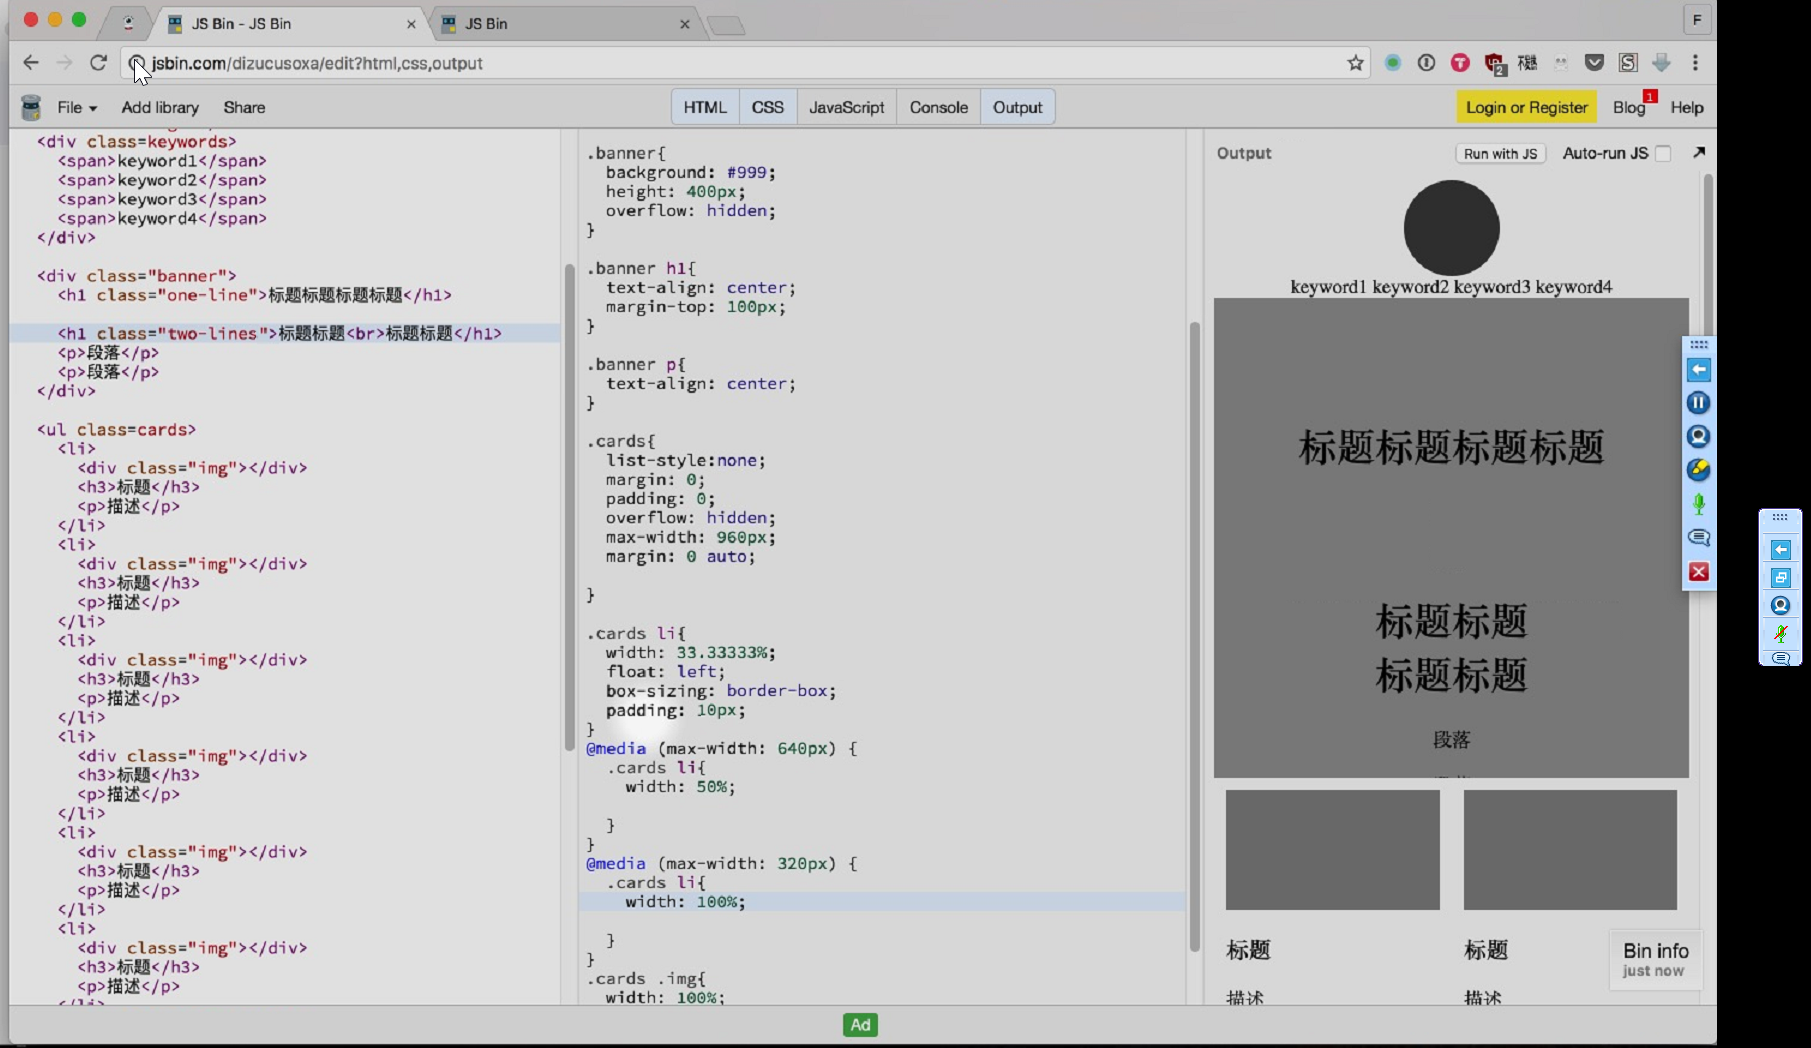 JS Bin - JS Bin
JS Bin
F
jsbin.com/dizucusoxa/edit?html,css,output
File
Add library
Share
HTML
CSS
JavaScript
Console
Output
Login or Register
Blog
1
Help
<div class=keywords>
<span>keyword1</span>
<span>keyword2</span>
<span>keyword3</span>
<span>keyword4</span>
</div>
<div class="banner">
<h1 class="one-line">标题标题标题标题</h1>
<h1 class="two-lines">标题标题<br>标题标题</h1>
<p>段落</p>
<p>段落</p>
</div>
<ul class=cards>
<li>
<div class="img"></div>
<h3>标题</h3>
<p>描述</p>
</li>
<li>
<div class="img"></div>
<h3>标题</h3>
<p>描述</p>
</li>
<li>
<div class="img"></div>
<h3>标题</h3>
<p>描述</p>
</li>
<li>
<div class="img"></div>
<h3>标题</h3>
<p>描述</p>
</li>
<li>
<div class="img"></div>
<h3>标题</h3>
<p>描述</p>
</li>
<li>
<div class="img"></div>
<h3>标题</h3>
<p>描述</p>
</li>
.banner{
background: #999;
height: 400px;
overflow: hidden;
}
.banner h1{
text-align: center;
margin-top: 100px;
}
.banner p{
text-align: center;
}
.cards{
list-style:none;
margin: 0;
padding: 0;
overflow: hidden;
max-width: 960px;
margin: 0 auto;
}
.cards li{
width: 33.33333%;
float: left;
box-sizing: border-box;
padding: 10px;
}
@media (max-width: 640px) {
.cards li{
width: 50%;
}
}
@media (max-width: 320px) {
.cards li{
width: 100%;
}
}
.cards .img{
width: 100%;
Output
Run with JS
Auto-run JS
keyword1 keyword2 keyword3 keyword4
标题标题标题标题
标题标题
标题标题
段落
标题
标题
描述
描述
Bin info
just now
Ad